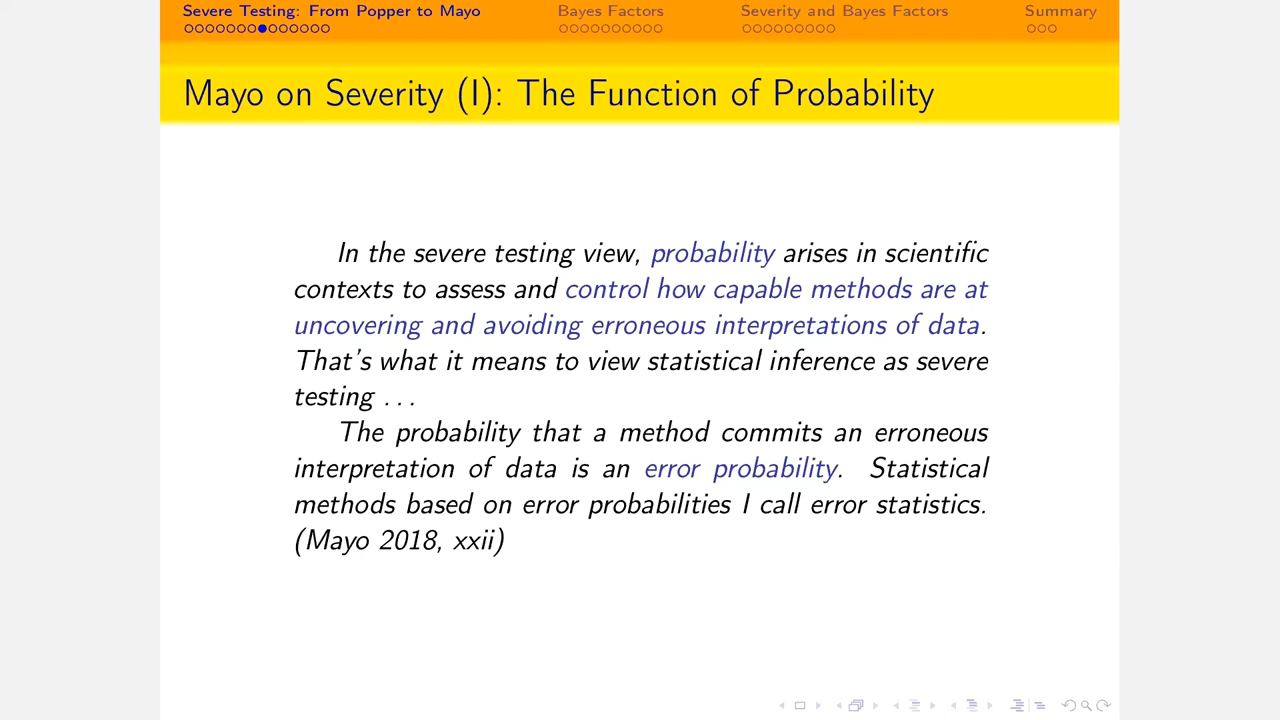 Severe Testing: From Popper to Mayo Bayes Factors Severity and Bayes Factors Summary
Mayo on Severity (I): The Function of Probability
In the severe testing view, probability arises in scientific
contexts to assess and control how capable methods are at
uncovering and avoiding erroneous interpretations of data.
That's what it means to view statistical inference as severe
testing . . .
The probability that a method commits an erroneous
interpretation of data is an error probability. Statistical
methods based on error probabilities I call error statistics.
(Mayo 2018, xxii)